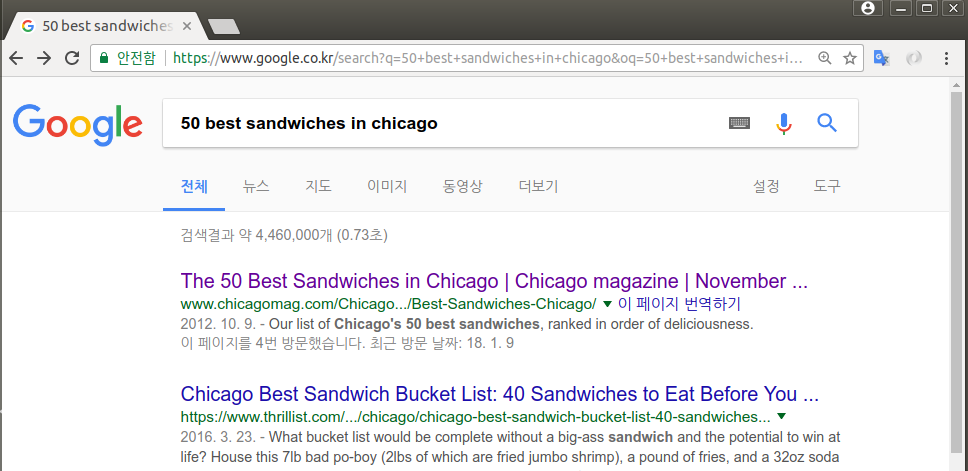 50 best sandwiches
안전함
https://www.google.co.kr/search?q=50+best+sandwiches+in+chicago&oq=50+best+sandwiches+i...
Google
50 best sandwiches in chicago
전체 뉴스 지도 이미지 동영상 더보기 설정 도구
검색결과 약 4,460,000개 (0.73초)
The 50 Best Sandwiches in Chicago | Chicago magazine | November ...
www.chicagomag.com/Chicago.../Best-Sandwiches-Chicago/ ▼ 이 페이지 번역하기
2012. 10. 9. - Our list of Chicago's 50 best sandwiches, ranked in order of deliciousness.
이 페이지를 4번 방문했습니다. 최근 방문 날짜: 18. 1. 9
Chicago Best Sandwich Bucket List: 40 Sandwiches to Eat Before You ...
https://www.thrillist.com/.../chicago/chicago-best-sandwich-bucket-list-40-sandwiches... ▼
2016. 3. 23. - What bucket list would be complete without a big-ass sandwich and the potential to win at
life? House this 7lb bad po-boy (2lbs of which are fried jumbo shrimp), a pound of fries, and a 32oz soda